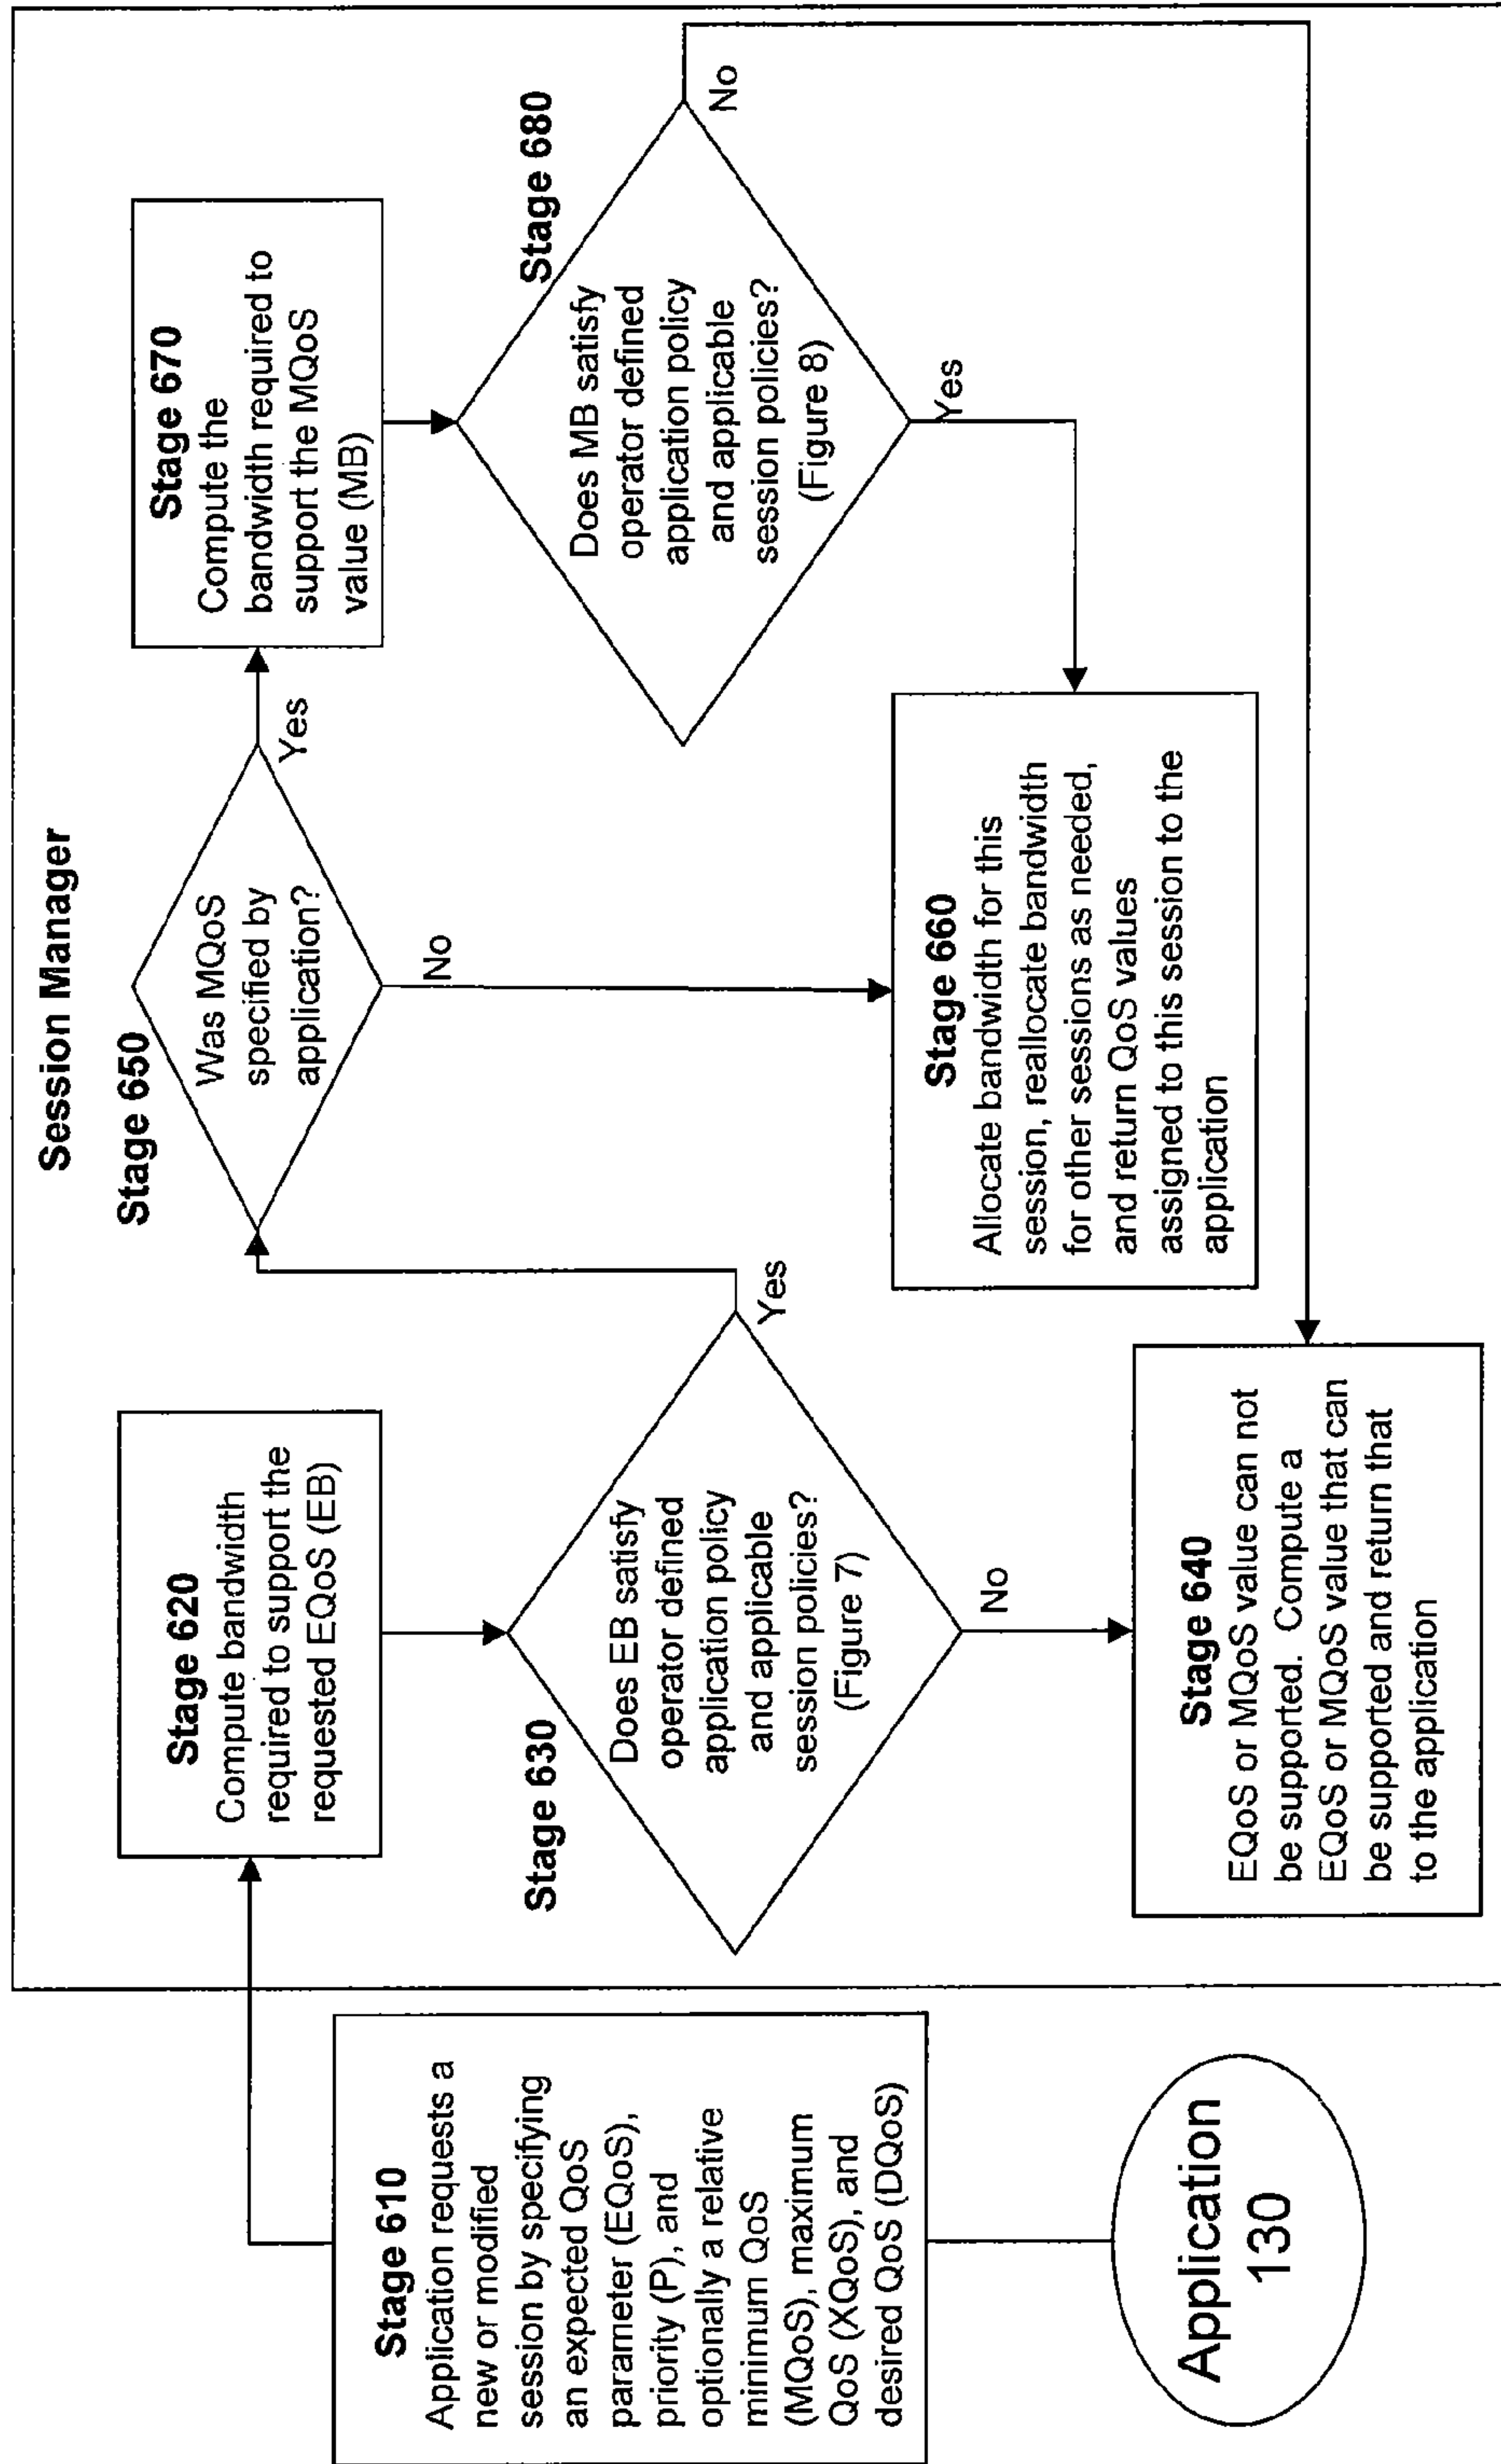 Session Manager
Stage 610
Application requests a
new or modified
session by specifying
an expected QoS
parameter (EQoS),
priority (P), and
optionally a relative
minimum QoS
(MQoS), maximum
QoS (XQoS), and
desired QoS (DQoS)
Application
130
Stage 620
Compute bandwidth
required to support the
requested EQoS (EB)
Stage 630
Does EB satisfy
operator defined
application policy
and applicable
session policies?
(Figure 7)
Yes
No
Stage 640
EQoS or MQoS value can not
be supported. Compute a
EQoS or MQoS value that can
be supported and return that
to the application
Stage 650
Was MQoS
specified by
application?
Yes
No
Stage 660
Allocate bandwidth for this
session, reallocate bandwidth
for other sessions as needed,
and return QoS values
assigned to this session to the
application
Stage 670
Compute the
bandwidth required to
support the MQoS
value (MB)
Stage 680
Does MB satisfy
operator defined
application policy
and applicable
session policies?
(Figure 8)
No
Yes